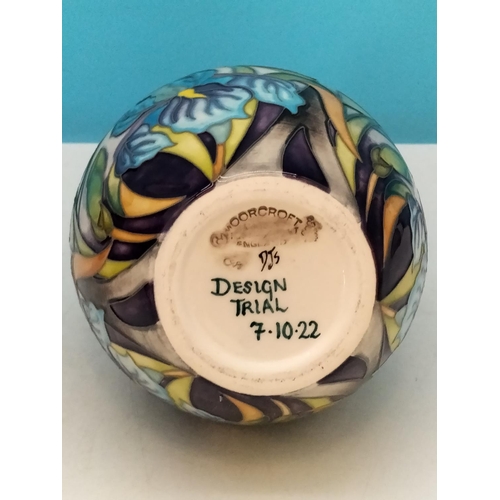 MOORCROFT
DJs
DESIGN
TRIAL
7·10·22